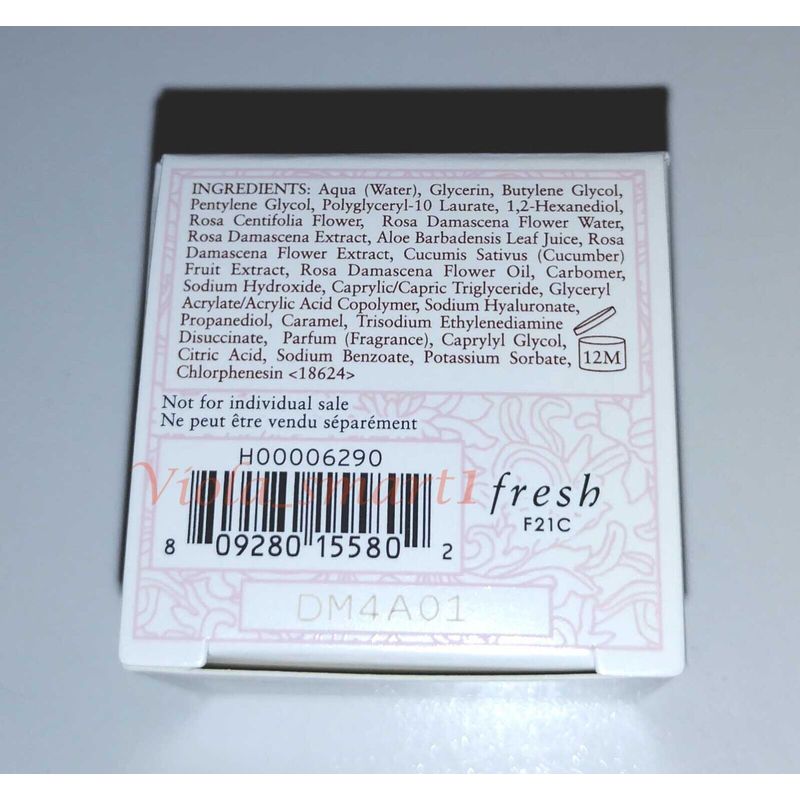 INGREDIENTS: Aqua (Water), Glycerin, Butylene Glycol,
Pentylene Glycol, Polyglyceryl-10 Laurate, 1,2-Hexanediol,
Rosa Centifolia Flower, Rosa Damascena Flower Water,
Rosa Damascena Extract, Aloe Barbadensis Leaf Juice, Rosa
Damascena Flower Extract, Cucumis Sativus (Cucumber)
Fruit Extract, Rosa Damascena Flower Oil, Carbomer,
Sodium Hydroxide, Caprylic/Capric Triglyceride, Glyceryl
Acrylate/Acrylic Acid Copolymer, Sodium Hyaluronate,
Propanediol, Caramel, Trisodium Ethylenediamine
Disuccinate, Parfum (Fragrance), Caprylyl Glycol,
Citric Acid, Sodium Benzoate, Potassium Sorbate,
Chlorphenesin <18624>
12M
Not for individual sale
Ne peut être vendu séparément
H00006290
Viola_smart1
fresh
F21C
8 09280 15580 2
DM4A01